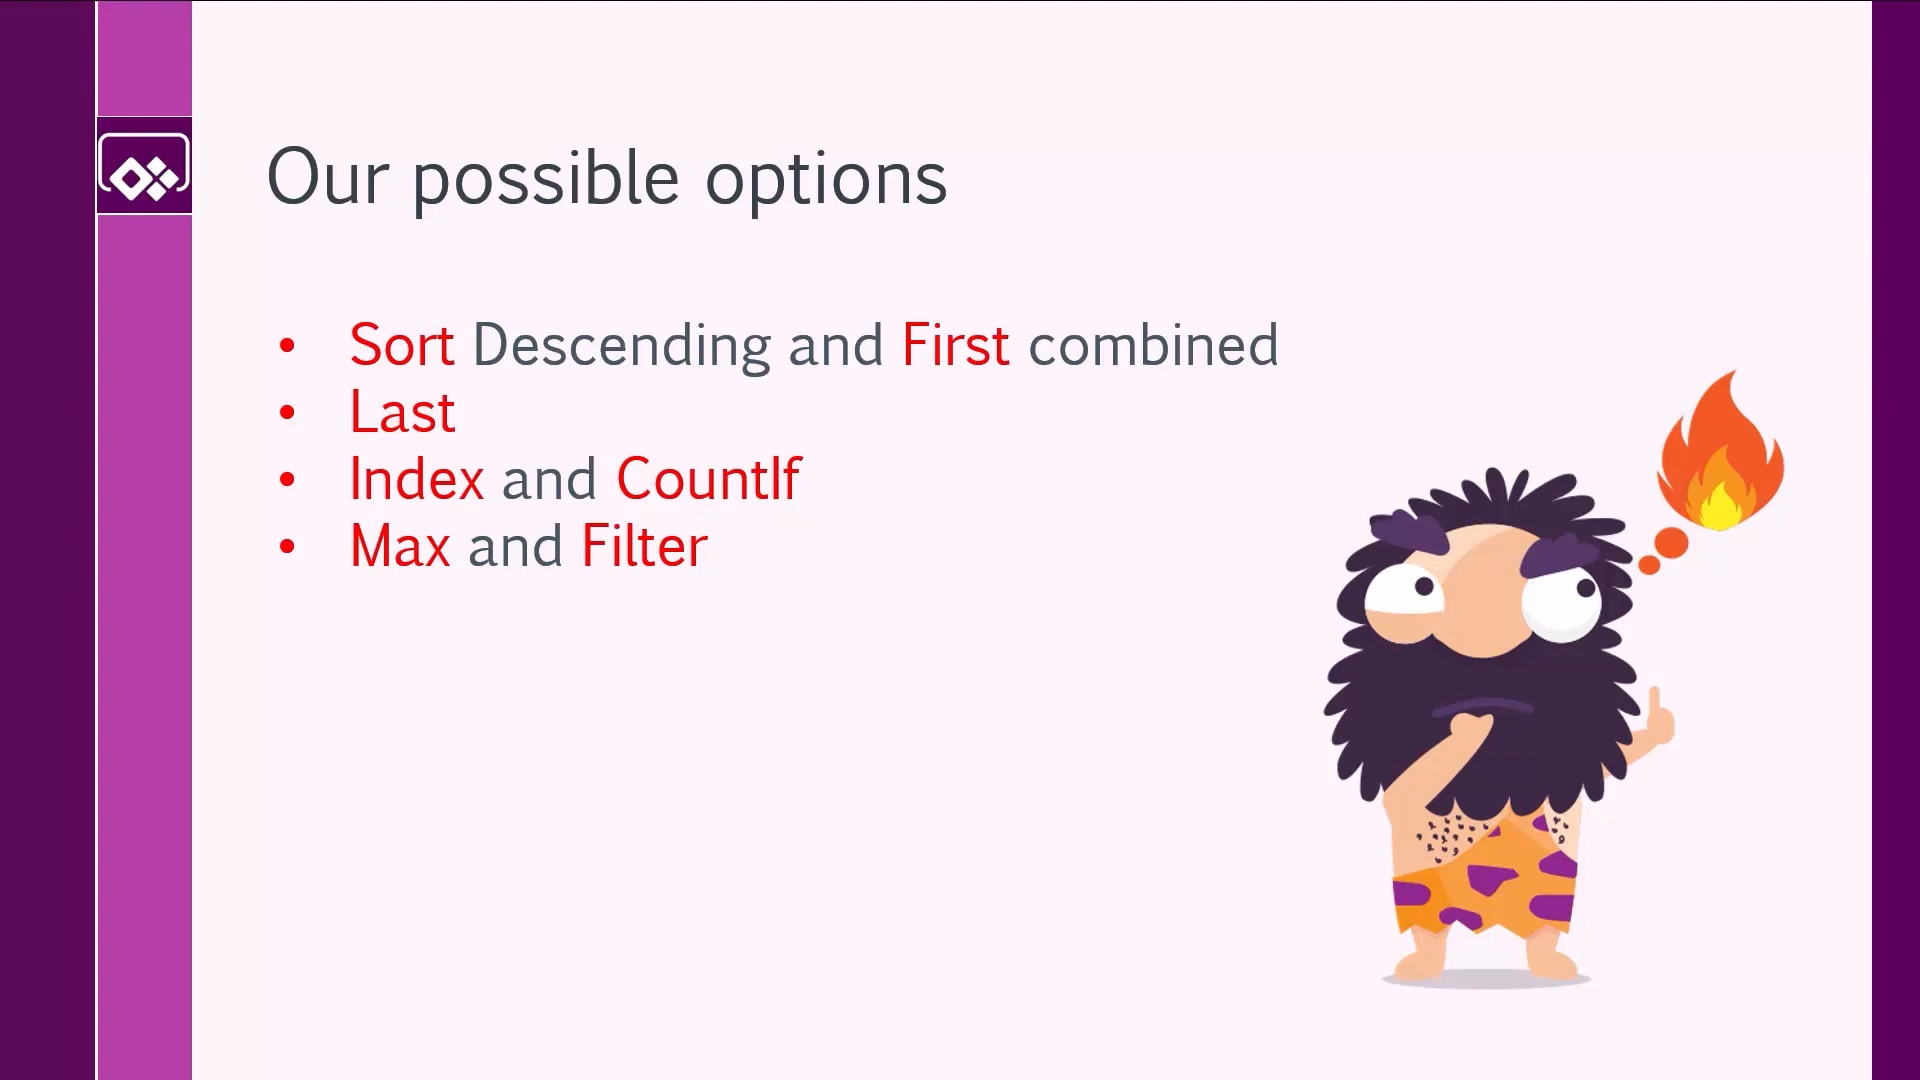 Our possible options
• Sort Descending and First combined
• Last
• Index and CountIf
• Max and Filter